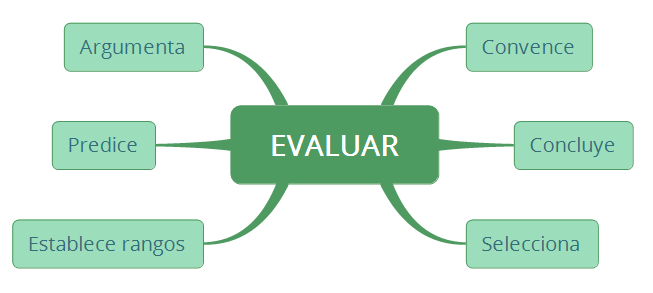 Argumenta
Convence
Predice
EVALUAR
Concluye
Establece rangos
Selecciona